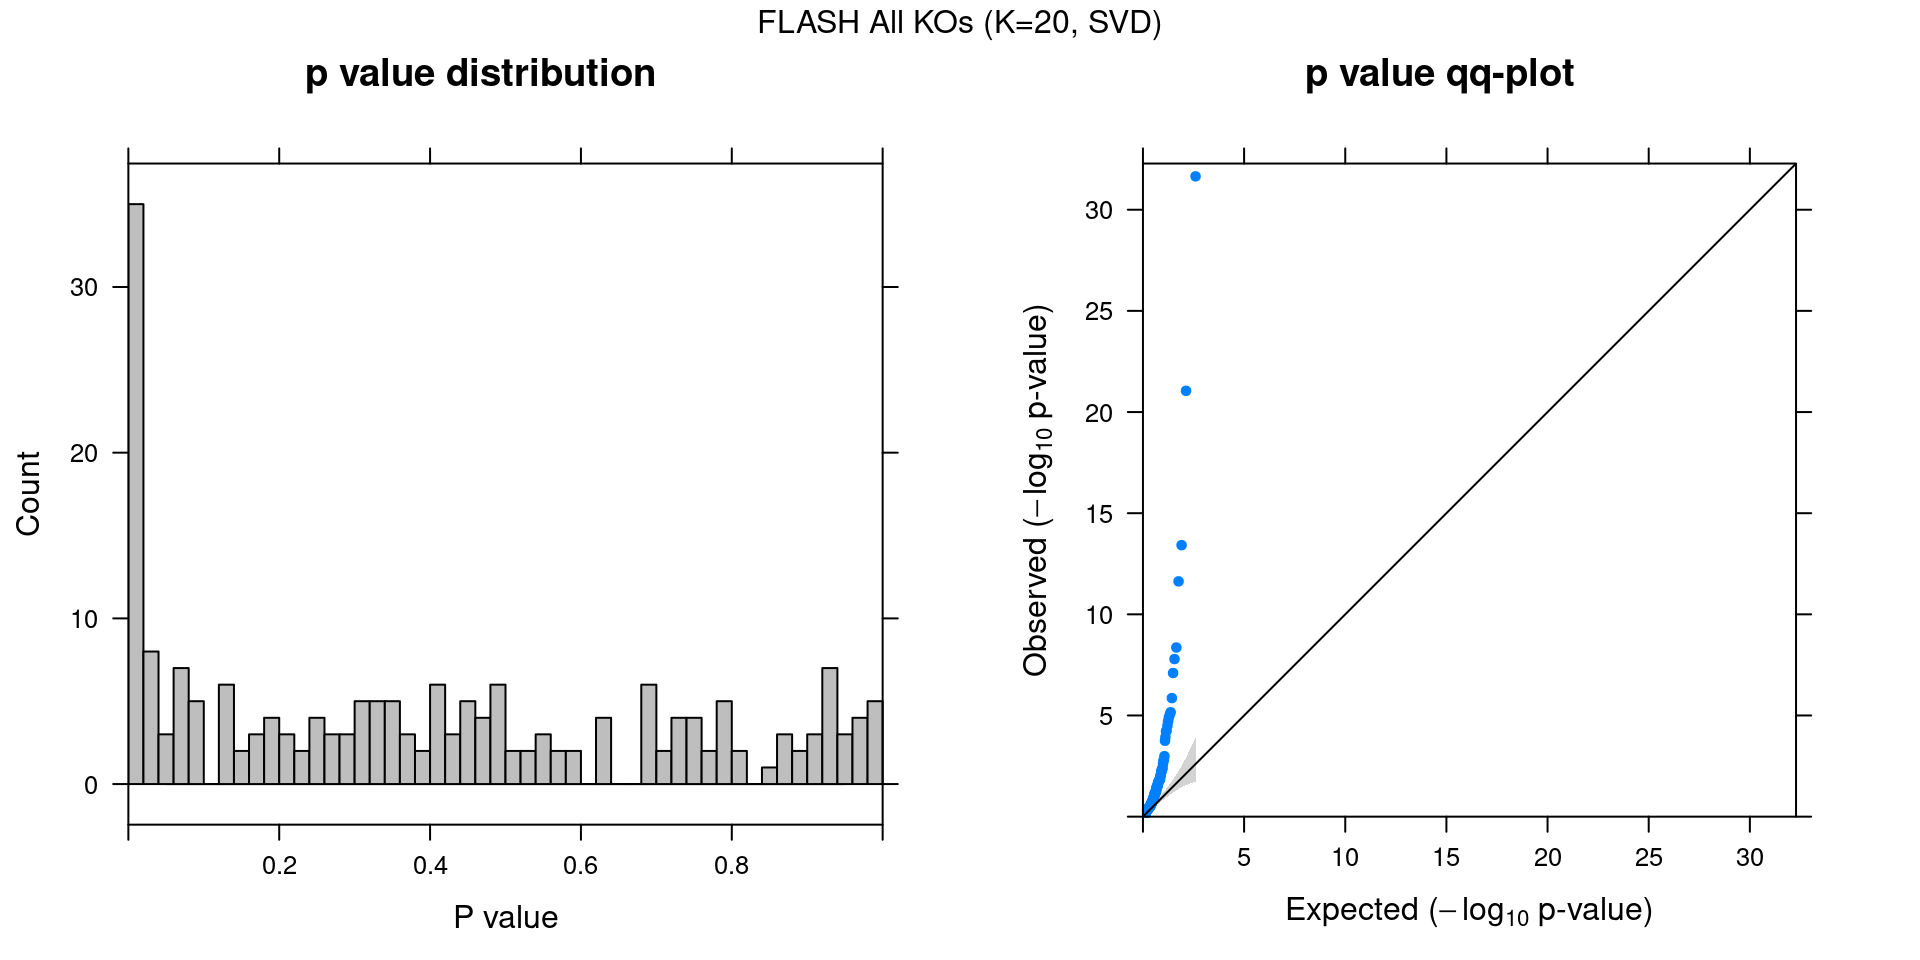 FLASH All KOs (K=20, SVD)
p value distribution
Count
30
20
10
0
0.2 0.4 0.6 0.8
P value
p value qq-plot
Observed (−log10 p-value)
30
25
20
15
10
5
5 10 15 20 25 30
Expected (−log10 p-value)